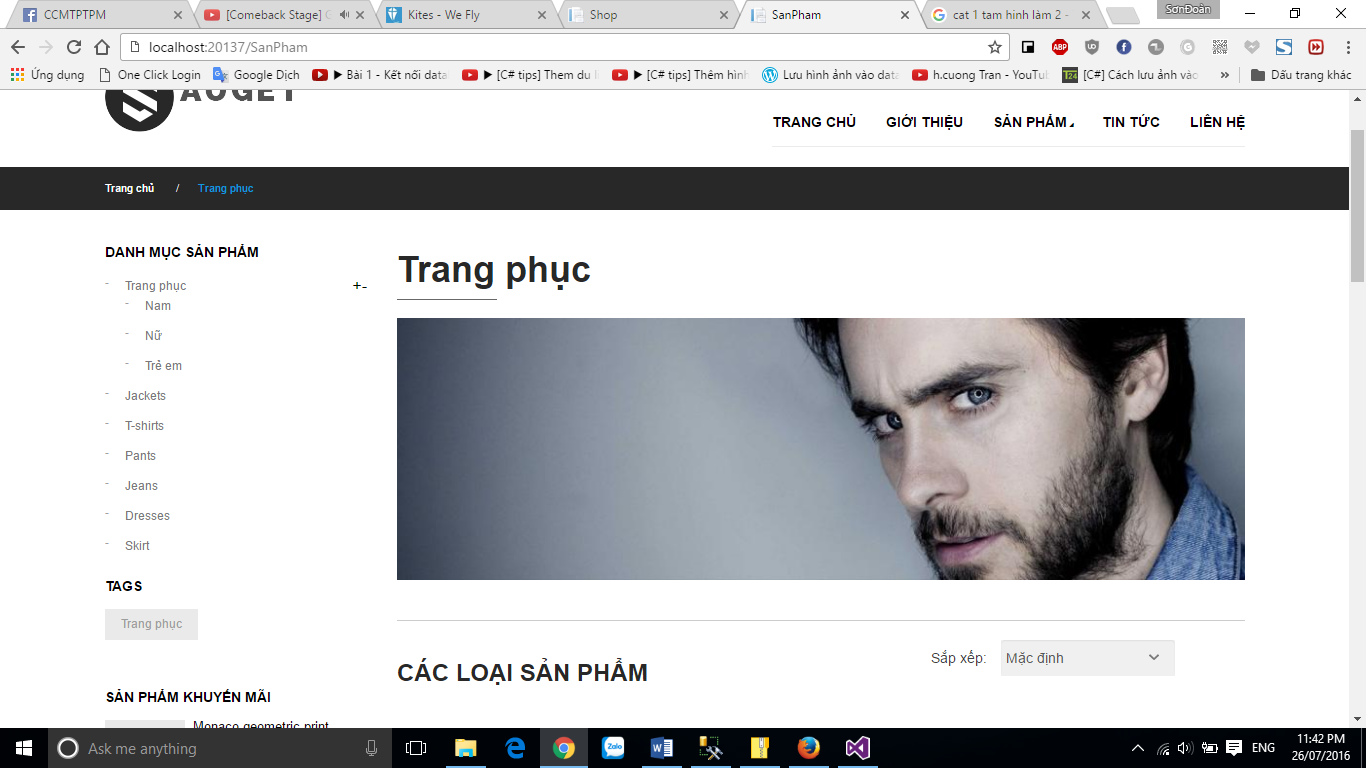 CCMTPTPM
[Comeback Stage]
Kites - We Fly
Shop
SanPham
cat 1 tam hinh làm 2 -
SơnĐoàn
localhost:20137/SanPham
ABP
Ứng dụng
One Click Login
Google Dịch
▶ Bài 1 - Kết nối data
▶ [C# tips] Them du l
▶ [C# tips] Thêm hình
Lưu hình ảnh vào data
h.cuong Tran - YouTu
T24
[C#] Cách lưu ảnh vào
»
Dấu trang khác
AUGET
TRANG CHỦ
GIỚI THIỆU
SẢN PHẨM
TIN TỨC
LIÊN HỆ
Trang chủ / Trang phục
DANH MỤC SẢN PHẨM
- Trang phục +-
- Nam
- Nữ
- Trẻ em
- Jackets
- T-shirts
- Pants
- Jeans
- Dresses
- Skirt
TAGS
Trang phục
SẢN PHẨM KHUYẾN MÃI
Monaco geometric print
Trang phục
CÁC LOẠI SẢN PHẨM
Sắp xếp: Mặc định
Ask me anything
Zalo
ENG
11:42 PM
26/07/2016